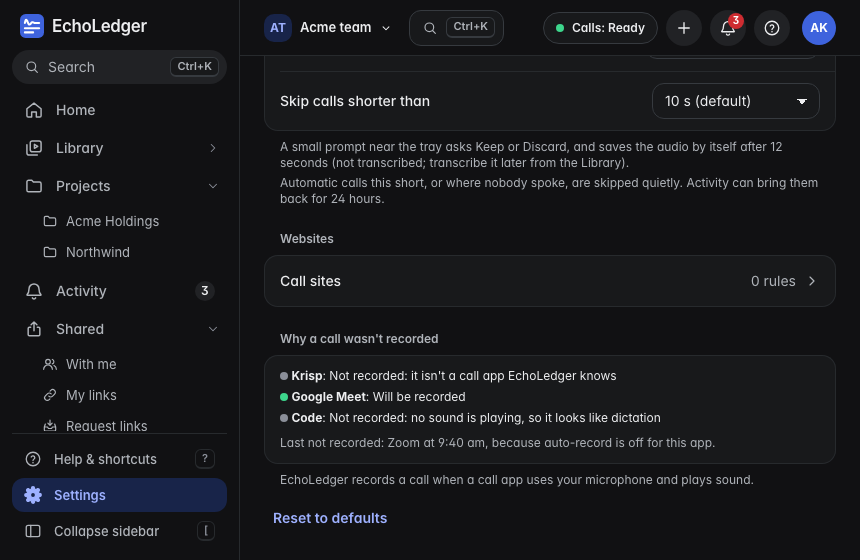 EchoLedger
Search Ctrl+K
Home
Library
Projects
Acme Holdings
Northwind
Activity 3
Shared
With me
My links
Request links
Help & shortcuts ?
Settings
Collapse sidebar [
AT Acme team Ctrl+K Calls: Ready 3 AK
Skip calls shorter than 10 s (default)
A small prompt near the tray asks Keep or Discard, and saves the audio by itself after 12
seconds (not transcribed; transcribe it later from the Library).
Automatic calls this short, or where nobody spoke, are skipped quietly. Activity can bring them
back for 24 hours.
Websites
Call sites 0 rules
Why a call wasn't recorded
Krisp: Not recorded: it isn't a call app EchoLedger knows
Google Meet: Will be recorded
Code: Not recorded: no sound is playing, so it looks like dictation
Last not recorded: Zoom at 9:40 am, because auto-record is off for this app.
EchoLedger records a call when a call app uses your microphone and plays sound.
Reset to defaults